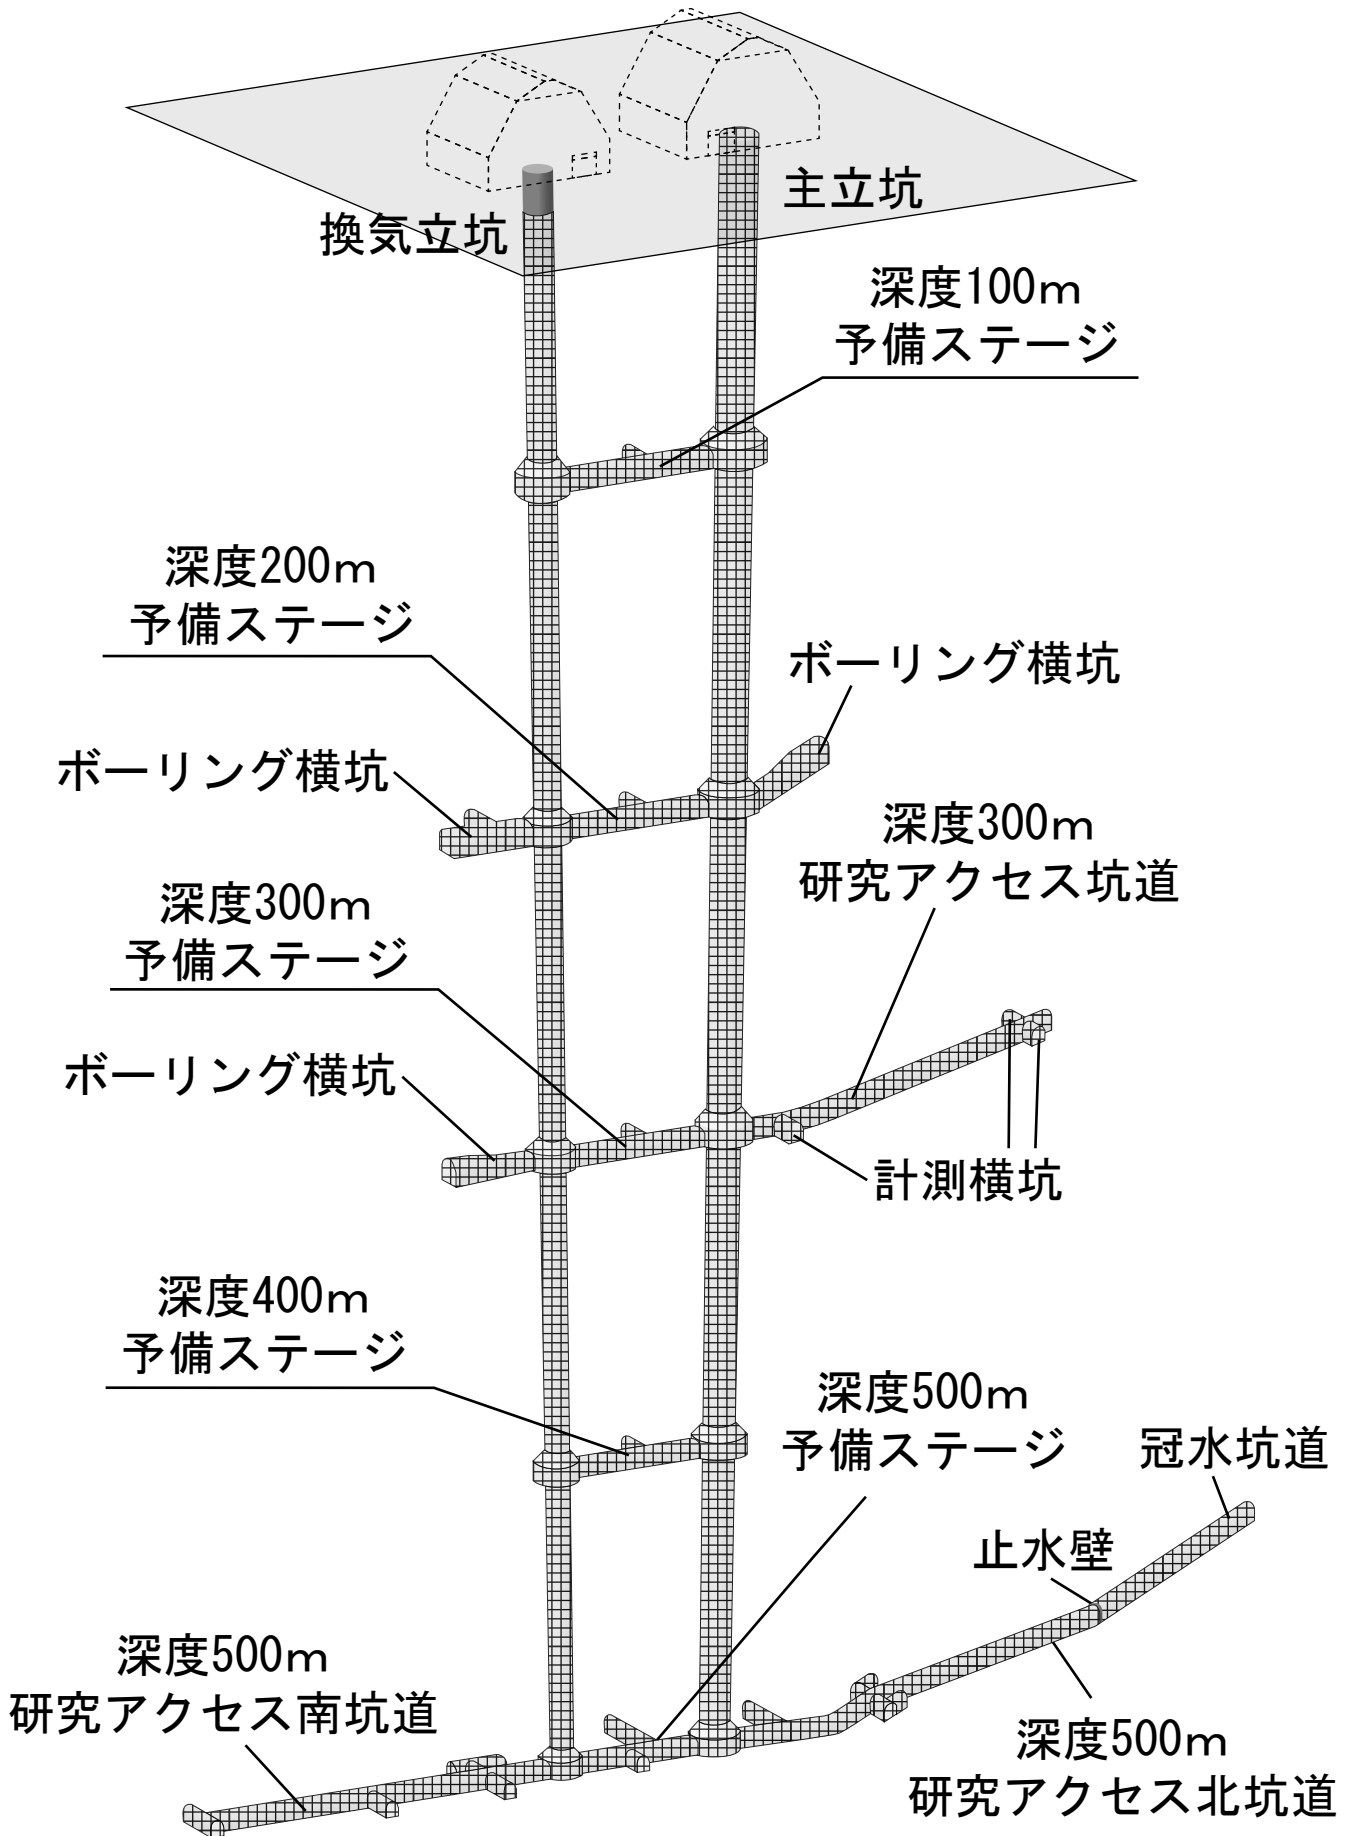 主立坑
換気立坑
深度100m
予備ステージ
深度200m
予備ステージ
ボーリング横坑
ボーリング横坑
深度300m
研究アクセス坑道
深度300m
予備ステージ
ボーリング横坑
計測横坑
深度400m
予備ステージ
深度500m
予備ステージ
冠水坑道
止水壁
深度500m
研究アクセス南坑道
深度500m
研究アクセス北坑道